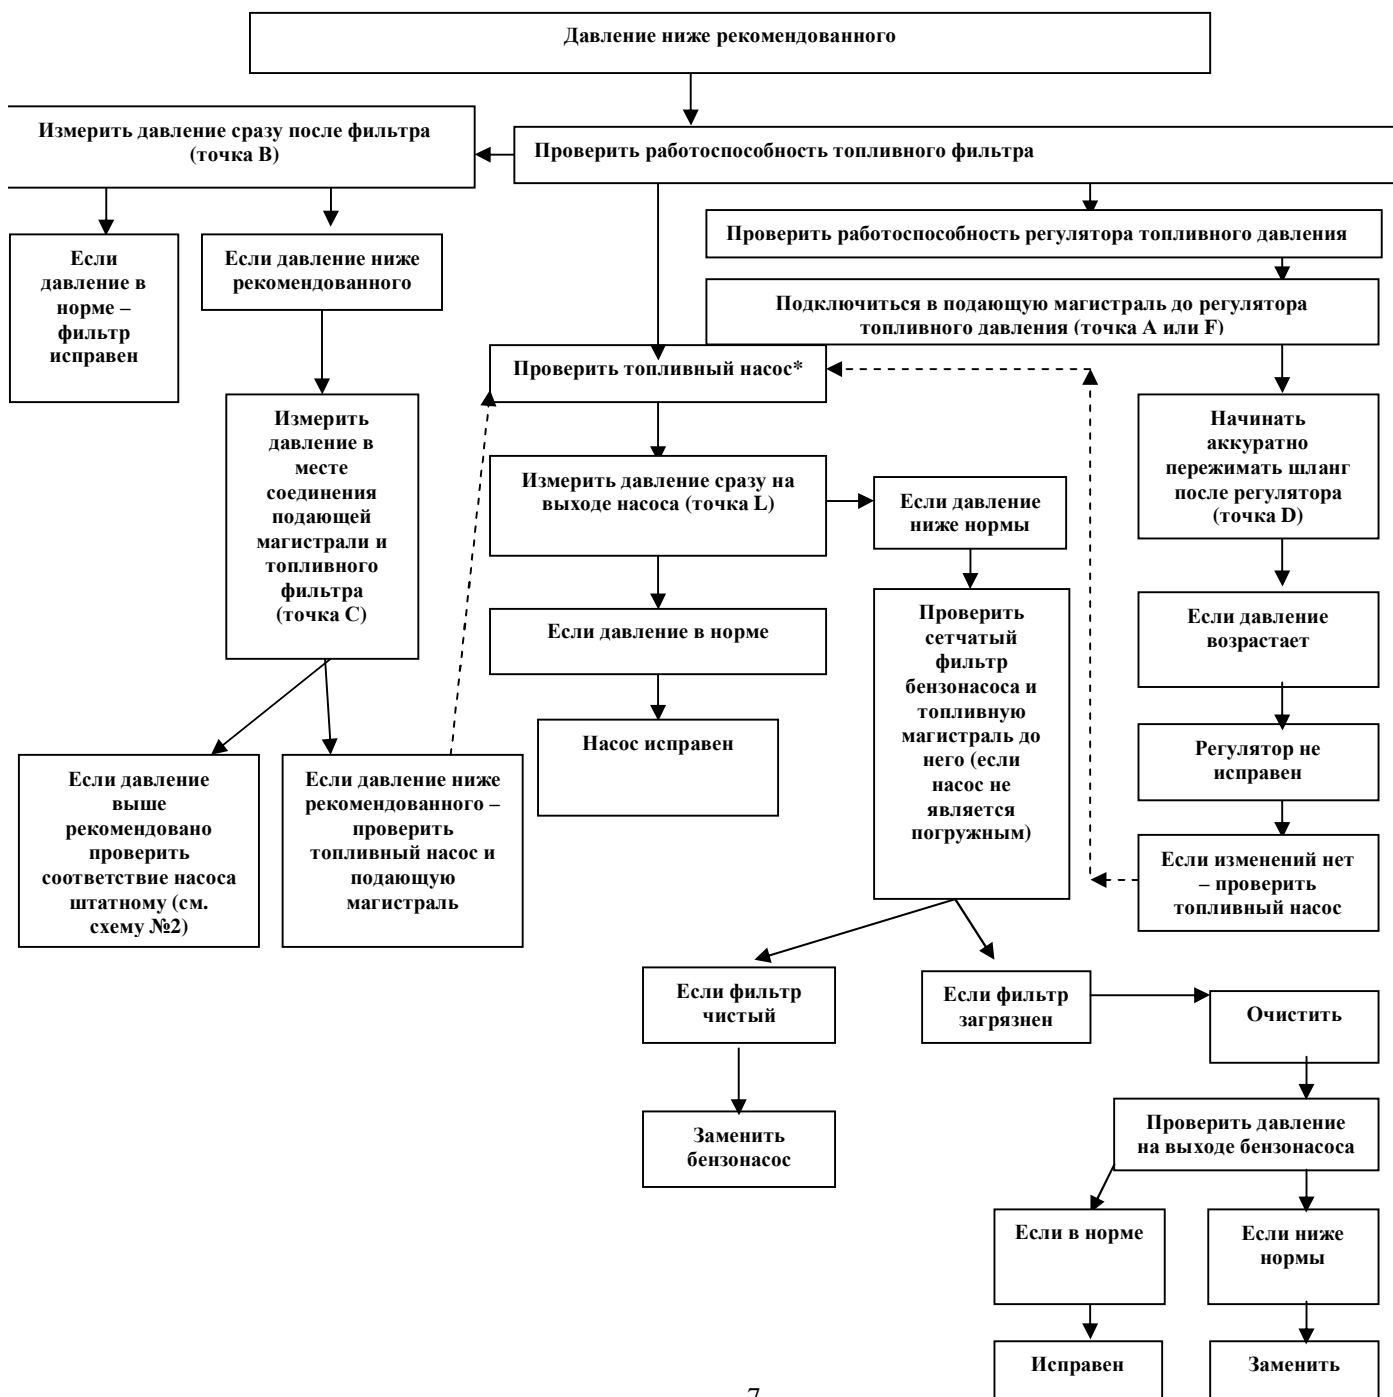 Давление ниже рекомендованного
Измерить давление сразу после фильтра
(точка В)
Проверить работоспособность топливного фильтра
Если
давление в
норме –
фильтр
исправен
Если давление ниже
рекомендованного
Проверить работоспособность регулятора топливного давления
Подключиться в подающую магистраль до регулятора
топливного давления (точка А или F)
Проверить топливный насос*
Измерить
давление в
месте
соединения
подающей
магистрали и
топливного
фильтра
(точка С)
Начинать
аккуратно
пережимать шланг
после регулятора
(точка D)
Измерить давление сразу на
выходе насоса (точка L)
Если давление
ниже нормы
Если давление в норме
Проверить
сетчатый
фильтр
бензонасоса и
топливную
магистраль до
него (если
насос не
является
погружным)
Если давление
возрастает
Насос исправен
Регулятор не
исправен
Если давление
выше
рекомендовано
проверить
соответствие насоса
штатному (см.
схему №2)
Если давление ниже
рекомендованного –
проверить
топливный насос и
подающую
магистраль
Если изменений нет
– проверить
топливный насос
Если фильтр
чистый
Если фильтр
загрязнен
Очистить
Заменить
бензонасос
Проверить давление
на выходе бензонасоса
Если в норме
Если ниже
нормы
Исправен
Заменить
7